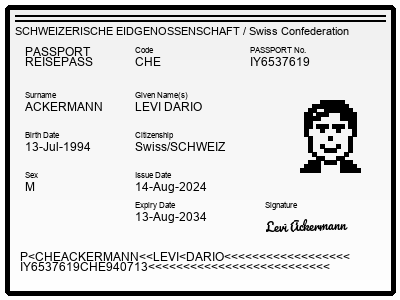 SCHWEIZERISCHE EIDGENOSSENSCHAFT / Swiss Confederation
PASSPORT Code PASSPORT No.
REISEPASS CHE IY6537619
Surname Given Name(s)
ACKERMANN LEVI DARIO
Birth Date Citizenship
13-Jul-1994 Swiss/SCHWEIZ
Sex Issue Date
M 14-Aug-2024
Expiry Date Signature
13-Aug-2034
Levi Ackermann
P<CHEACKERMANN<<LEVI<DARIO<<<<<<<<<<<<<<<<<<
IY6537619CHE940713<<<<<<<<<<<<<<<<<<<<<<<<<<